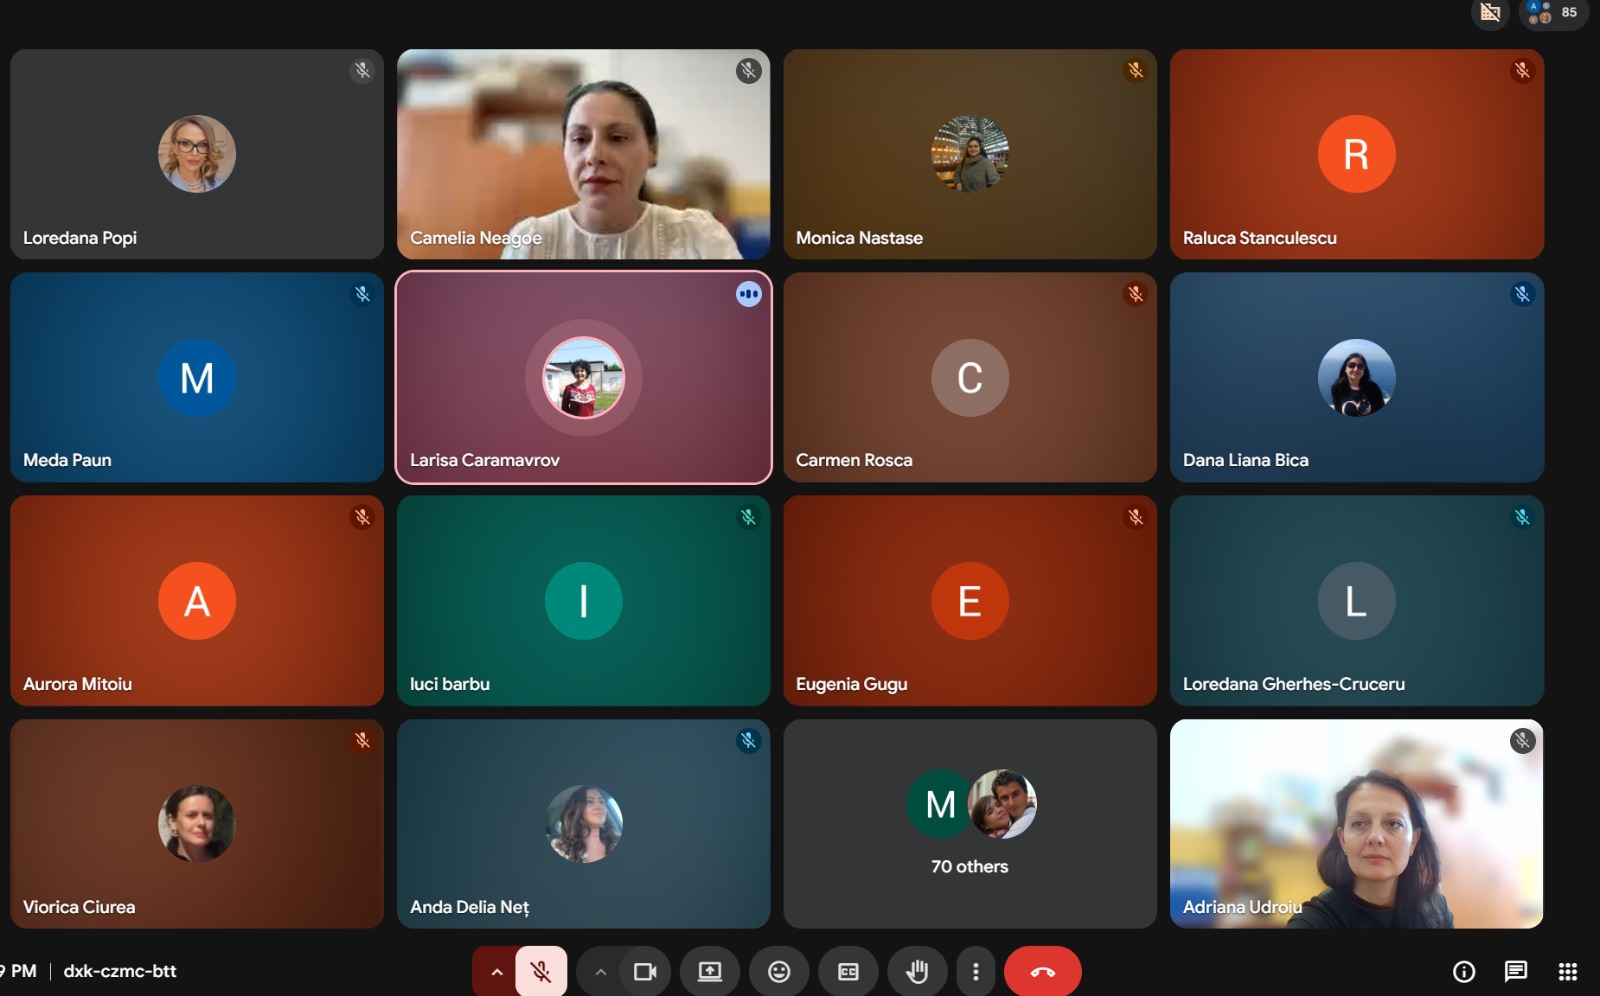 A
85
Loredana Popi
Camelia Neagoe
Monica Nastase
R
Raluca Stanculescu
M
Meda Paun
Larisa Caramavrov
C
Carmen Rosca
Dana Liana Bica
A
Aurora Mitoiu
I
luci barbu
E
Eugenia Gugu
L
Loredana Gherhes-Cruceru
Viorica Ciurea
Anda Delia Neț
M
70 others
Adriana Udroiu
9 PM | dxk-czmc-btt
CC